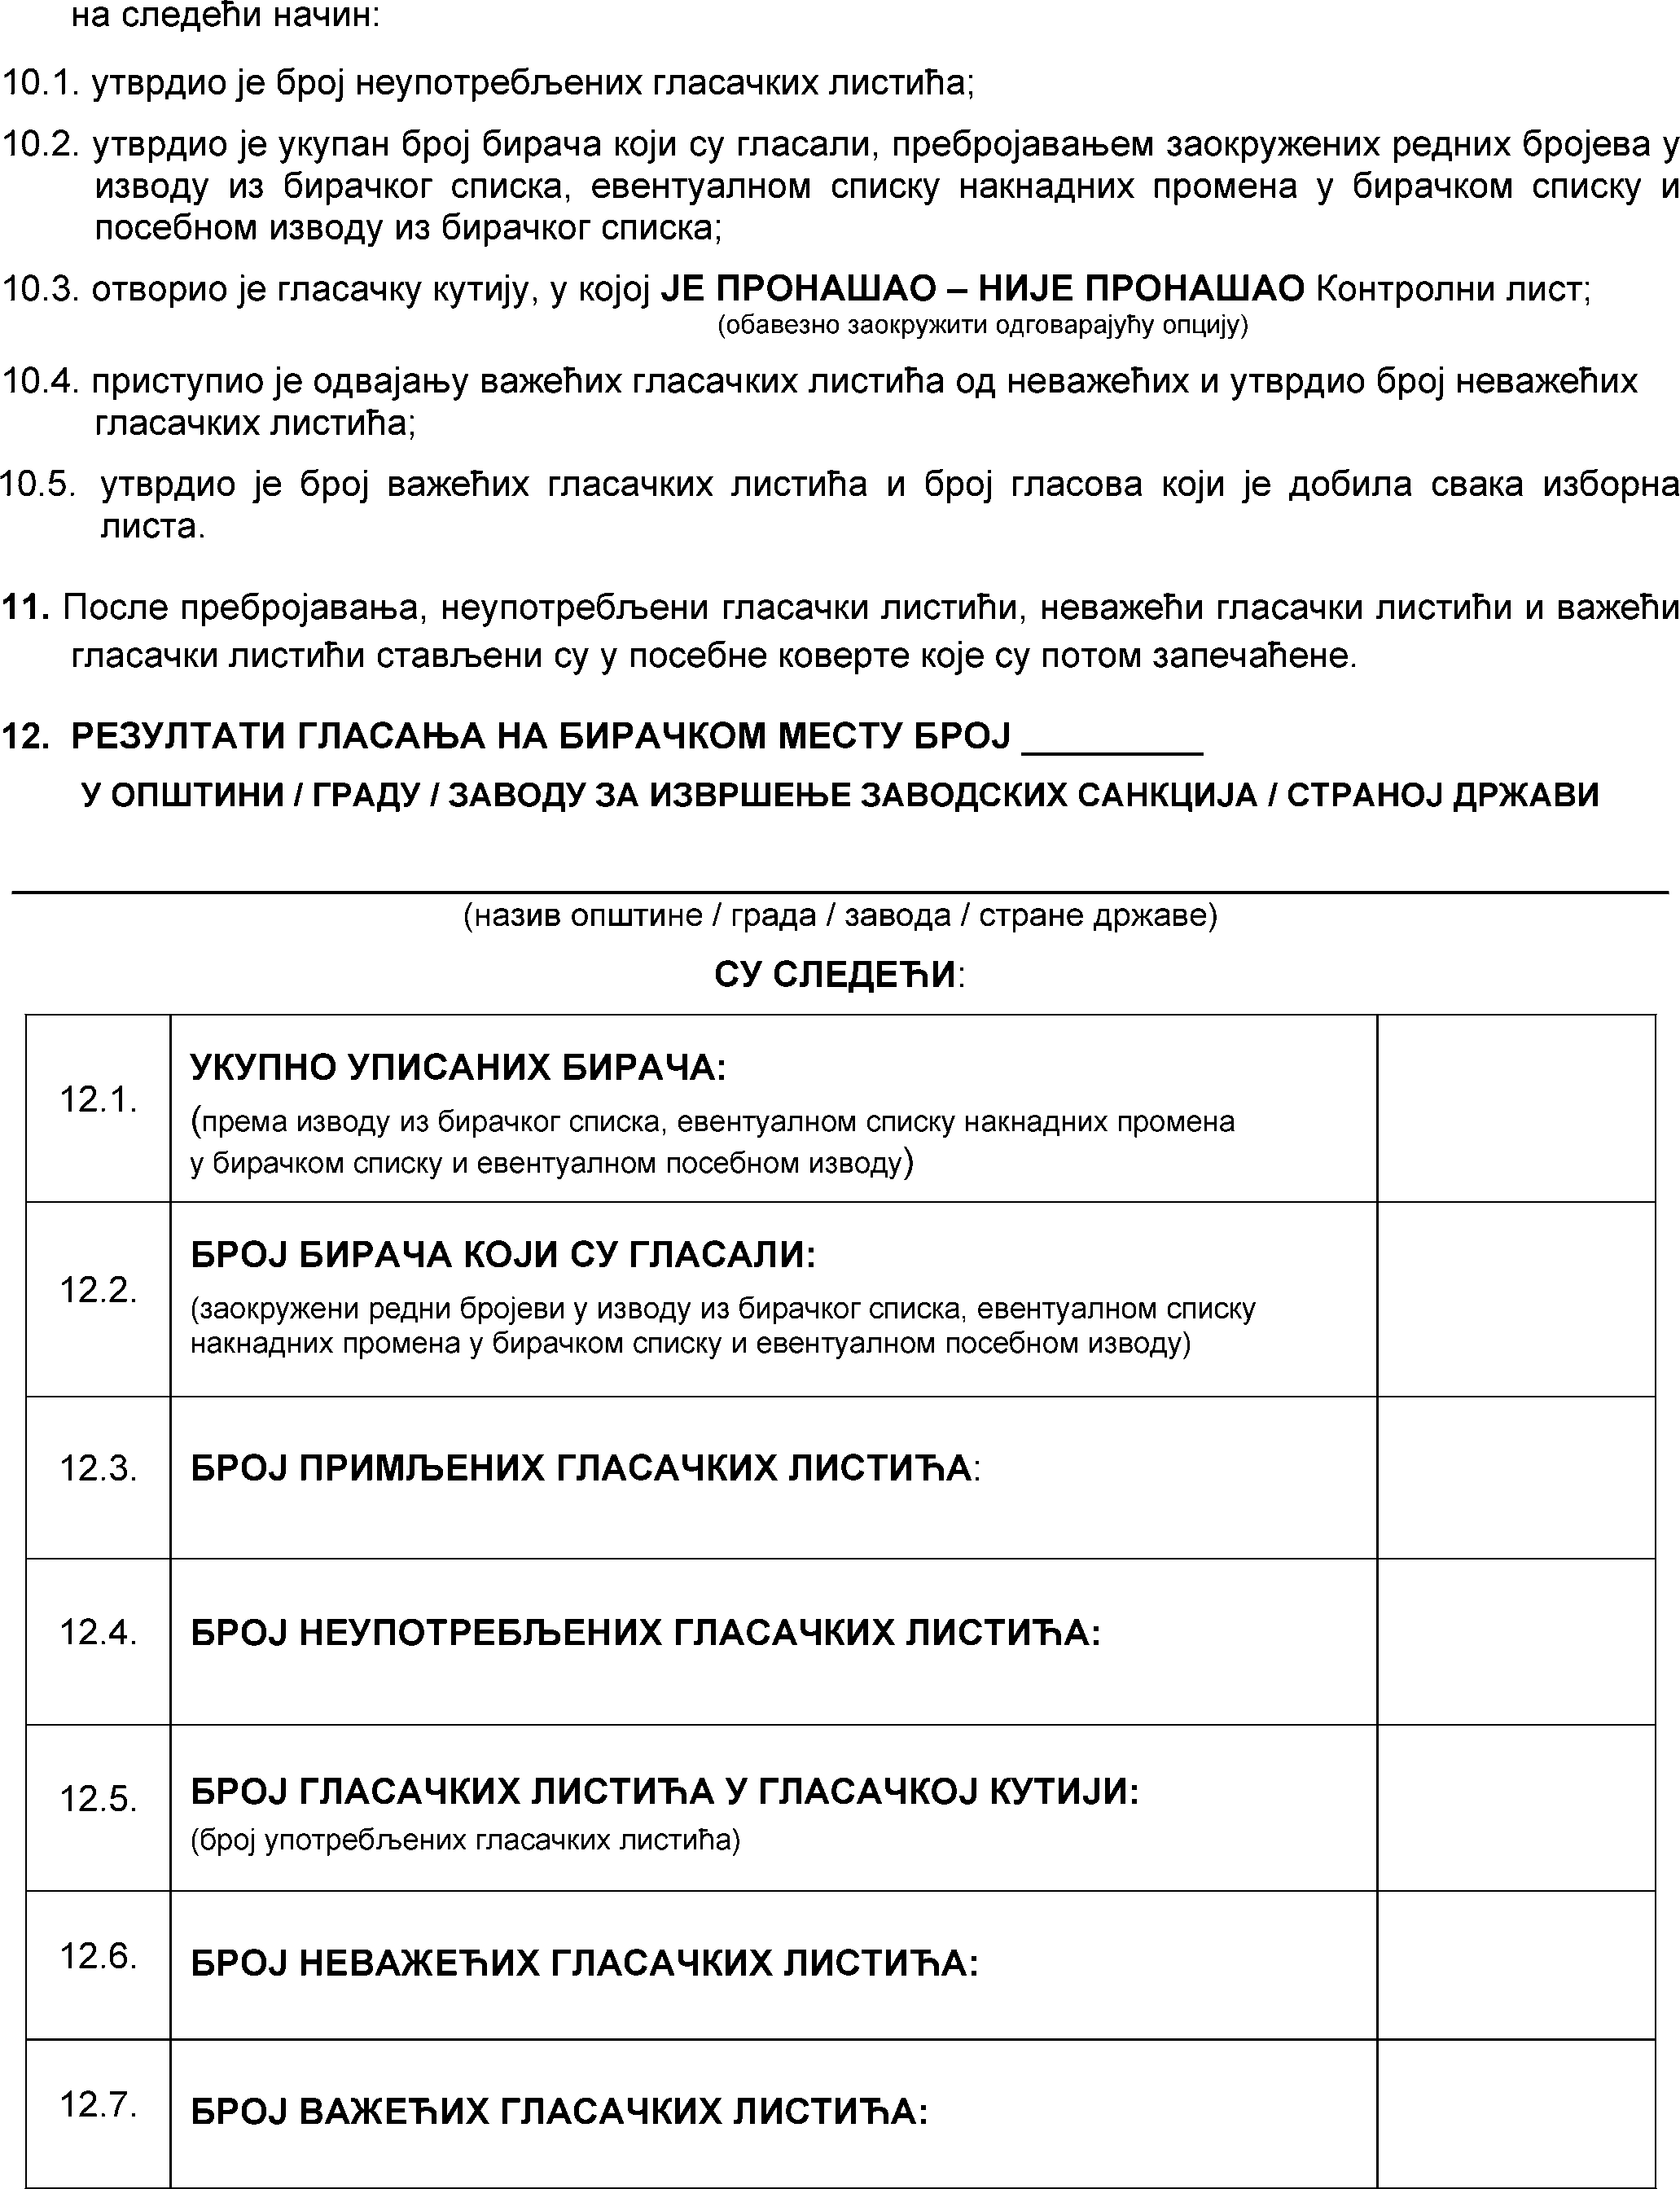 на следећи начин:
10.1. утврдио је број неупотребљених гласачких листића;
10.2. утврдио је укупан број бирача који су гласали, пребројавањем заокружених редних бројева у
изводу из бирачког списка, евентуалном списку накнадних промена у бирачком списку и
посебном изводу из бирачког списка;
10.3. отворио је гласачку кутију, у којој ЈЕ ПРОНАШАО – НИЈЕ ПРОНАШАО Контролни лист;
(обавезно заокружити одговарајућу опцију)
10.4. приступио је одвајању важећих гласачких листића од неважећих и утврдио број неважећих
гласачких листића;
10.5. утврдио је број важећих гласачких листића и број гласова који је добила свака изборна
листа.
11. После пребројавања, неупотребљени гласачки листићи, неважећи гласачки листићи и важећи
гласачки листићи стављени су у посебне коверте које су потом запечаћене.
12. РЕЗУЛТАТИ ГЛАСАЊА НА БИРАЧКОМ МЕСТУ БРОЈ _________
У ОПШТИНИ / ГРАДУ / ЗАВОДУ ЗА ИЗВРШЕЊЕ ЗАВОДСКИХ САНКЦИЈА / СТРАНОЈ ДРЖАВИ
(назив општине / града / завода / стране државе)
СУ СЛЕДЕЋИ:
12.1. УКУПНО УПИСАНИХ БИРАЧА:
(према изводу из бирачког списка, евентуалном списку накнадних промена
у бирачком списку и евентуалном посебном изводу)
12.2. БРОЈ БИРАЧА КОЈИ СУ ГЛАСАЛИ:
(заокружени редни бројеви у изводу из бирачког списка, евентуалном списку
накнадних промена у бирачком списку и евентуалном посебном изводу)
12.3. БРОЈ ПРИМЉЕНИХ ГЛАСАЧКИХ ЛИСТИЋА:
12.4. БРОЈ НЕУПОТРЕБЉЕНИХ ГЛАСАЧКИХ ЛИСТИЋА:
12.5. БРОЈ ГЛАСАЧКИХ ЛИСТИЋА У ГЛАСАЧКОЈ КУТИЈИ:
(број употребљених гласачких листића)
12.6. БРОЈ НЕВАЖЕЋИХ ГЛАСАЧКИХ ЛИСТИЋА:
12.7. БРОЈ ВАЖЕЋИХ ГЛАСАЧКИХ ЛИСТИЋА: